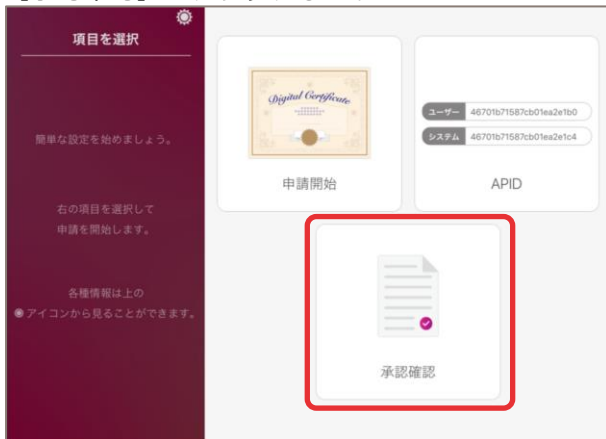 項目を選択
簡単な設定を始めましょう。
右の項目を選択して
申請を開始します。
各種情報は上の
アイコンから見ることができます。
Digital Certificate
申請開始
ユーザー 46701b71587cb01ea2e1b0
システム 46701b71587cb01ea2e1c4
APID
承認確認